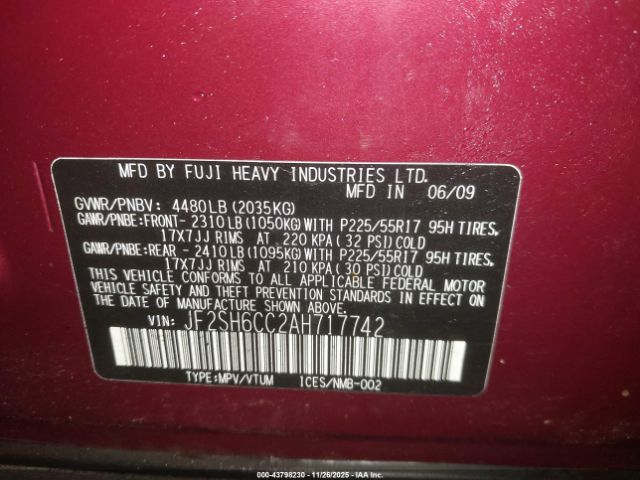 MFD BY FUJI HEAVY INDUSTRIES LTD.
MFD IN 06/09
GVWR/PNBV: 4480LB (2035KG)
GAWR/PNBE:FRONT- 2310LB (1050KG) WITH P225/55R17 95H TIRES,
17X7JJ RIMS AT 220 KPA (32 PSI) COLD
GAWR/PNBE:REAR - 2410LB (1095KG) WITH P225/55R17 95H TIRES,
17X7JJ RIMS AT 210 KPA (30 PSI) COLD
THIS VEHICLE CONFORMS TO ALL APPLICABLE FEDERAL MOTOR
VEHICLE SAFETY AND THEFT PREVENTION STANDARDS IN EFFECT ON
THE DATE OF MANUFACTURE SHOWN ABOVE.
VIN: JF2SH6CC2AH717742
TYPE:MPV/VTUM ICES/NMB-002
000-43798230 - 11/26/2025 - IAA Inc.